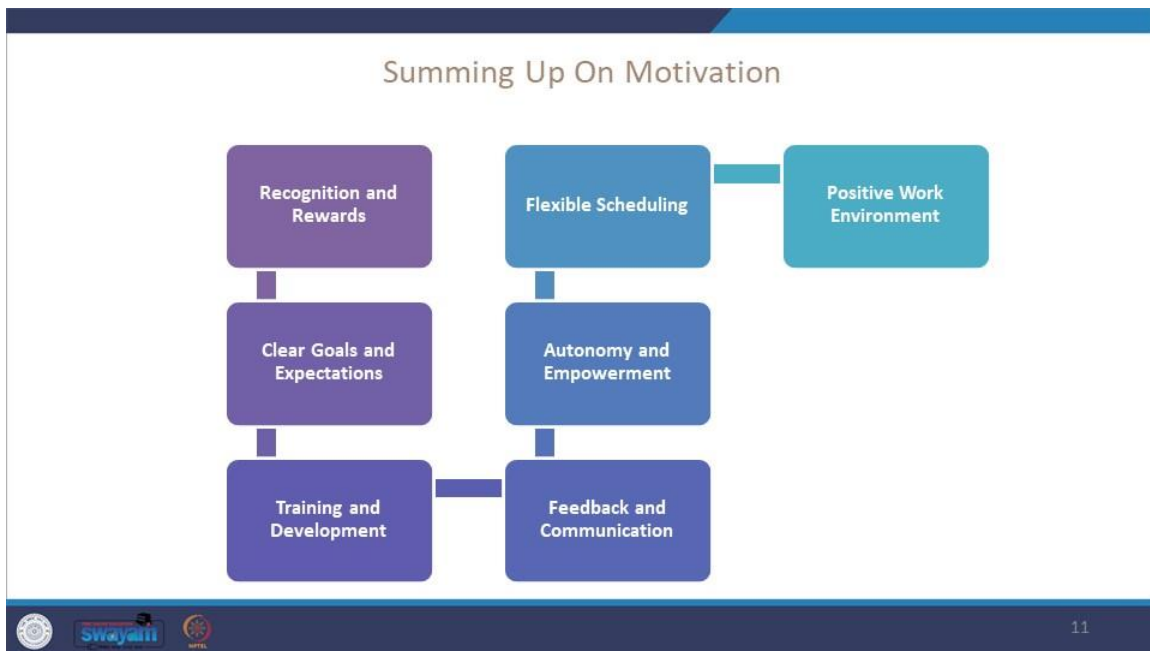 Summing Up On Motivation
Recognition and
Rewards
Clear Goals and
Expectations
Training and
Development
Feedback and
Communication
Autonomy and
Empowerment
Flexible Scheduling
Positive Work
Environment
swayam
NPTEL
11